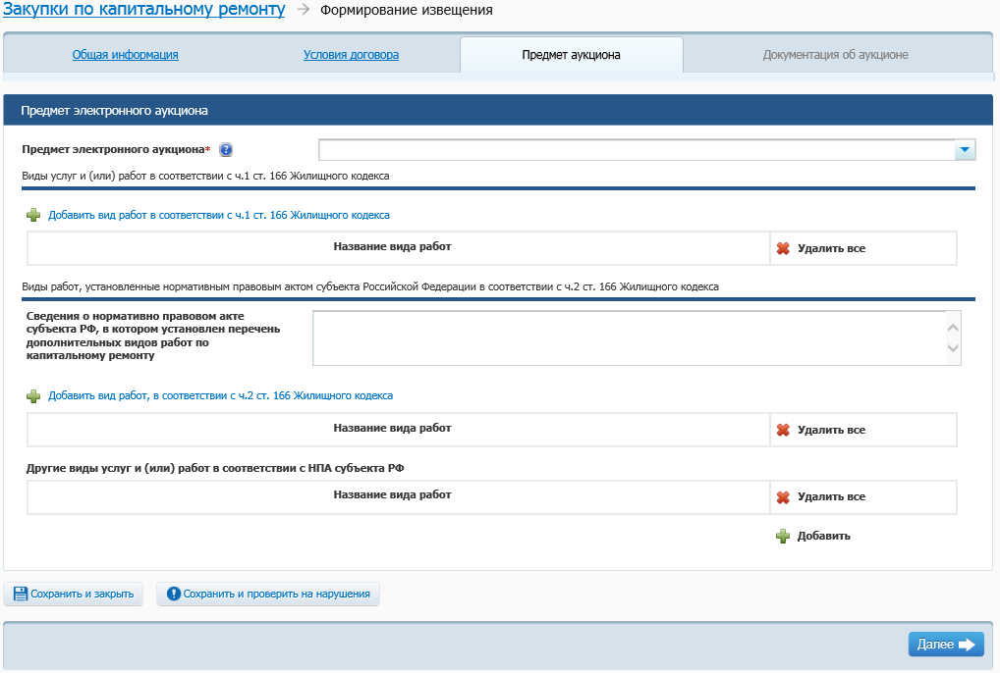 Закупки по капитальному ремонту → Формирование извещения
Общая информация Условия договора Предмет аукциона Документация об аукционе
Предмет электронного аукциона
Предмет электронного аукциона* ?
Виды услуг и (или) работ в соответствии с ч.1 ст. 166 Жилищного кодекса
Добавить вид работ в соответствии с ч.1 ст. 166 Жилищного кодекса
Название вида работ Удалить все
Виды работ, установленные нормативным правовым актом субъекта Российской Федерации в соответствии с ч.2 ст. 166 Жилищного кодекса
Сведения о нормативно правовом акте
субъекта РФ, в котором установлен перечень
дополнительных видов работ по
капитальному ремонту
Добавить вид работ, в соответствии с ч.2 ст. 166 Жилищного кодекса
Название вида работ Удалить все
Другие виды услуг и (или) работ в соответствии с НПА субъекта РФ
Название вида работ Удалить все
Добавить
Сохранить и закрыть Сохранить и проверить на нарушения
Далее